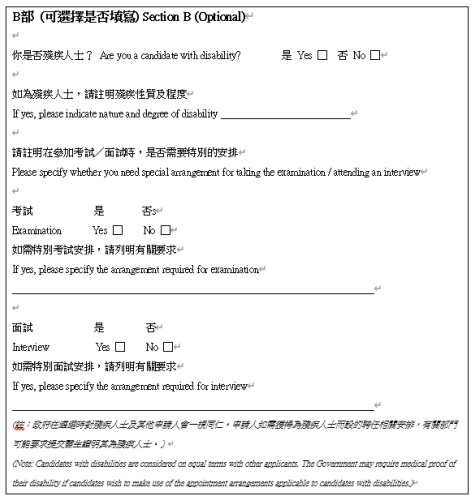 B部 (可選擇是否填寫) Section B (Optional)
你是否殘疾人士？ Are you a candidate with disability? 是 Yes □ 否 No □
如為殘疾人士，請註明殘疾性質及程度
If yes, please indicate nature and degree of disability
請註明在參加考試／面試時，是否需要特別的安排
Please specify whether you need special arrangement for taking the examination / attending an interview
考試 是 否s
Examination Yes □ No □
如需特別考試安排，請列明有關要求
If yes, please specify the arrangement required for examination
面試 是 否
Interview Yes □ No □
如需特別面試安排，請列明有關要求
If yes, please specify the arrangement required for interview
(註：政府在遴選時對殘疾人士及其他申請人會一視同仁。申請人如需獲得為殘疾人士而設的聘任相關安排，有關部門
可能要求提交醫生證明其為殘疾人士。)
(Note: Candidates with disabilities are considered on equal terms with other applicants. The Government may require medical proof of
their disability if candidates wish to make use of the appointment arrangements applicable to candidates with disabilities.)